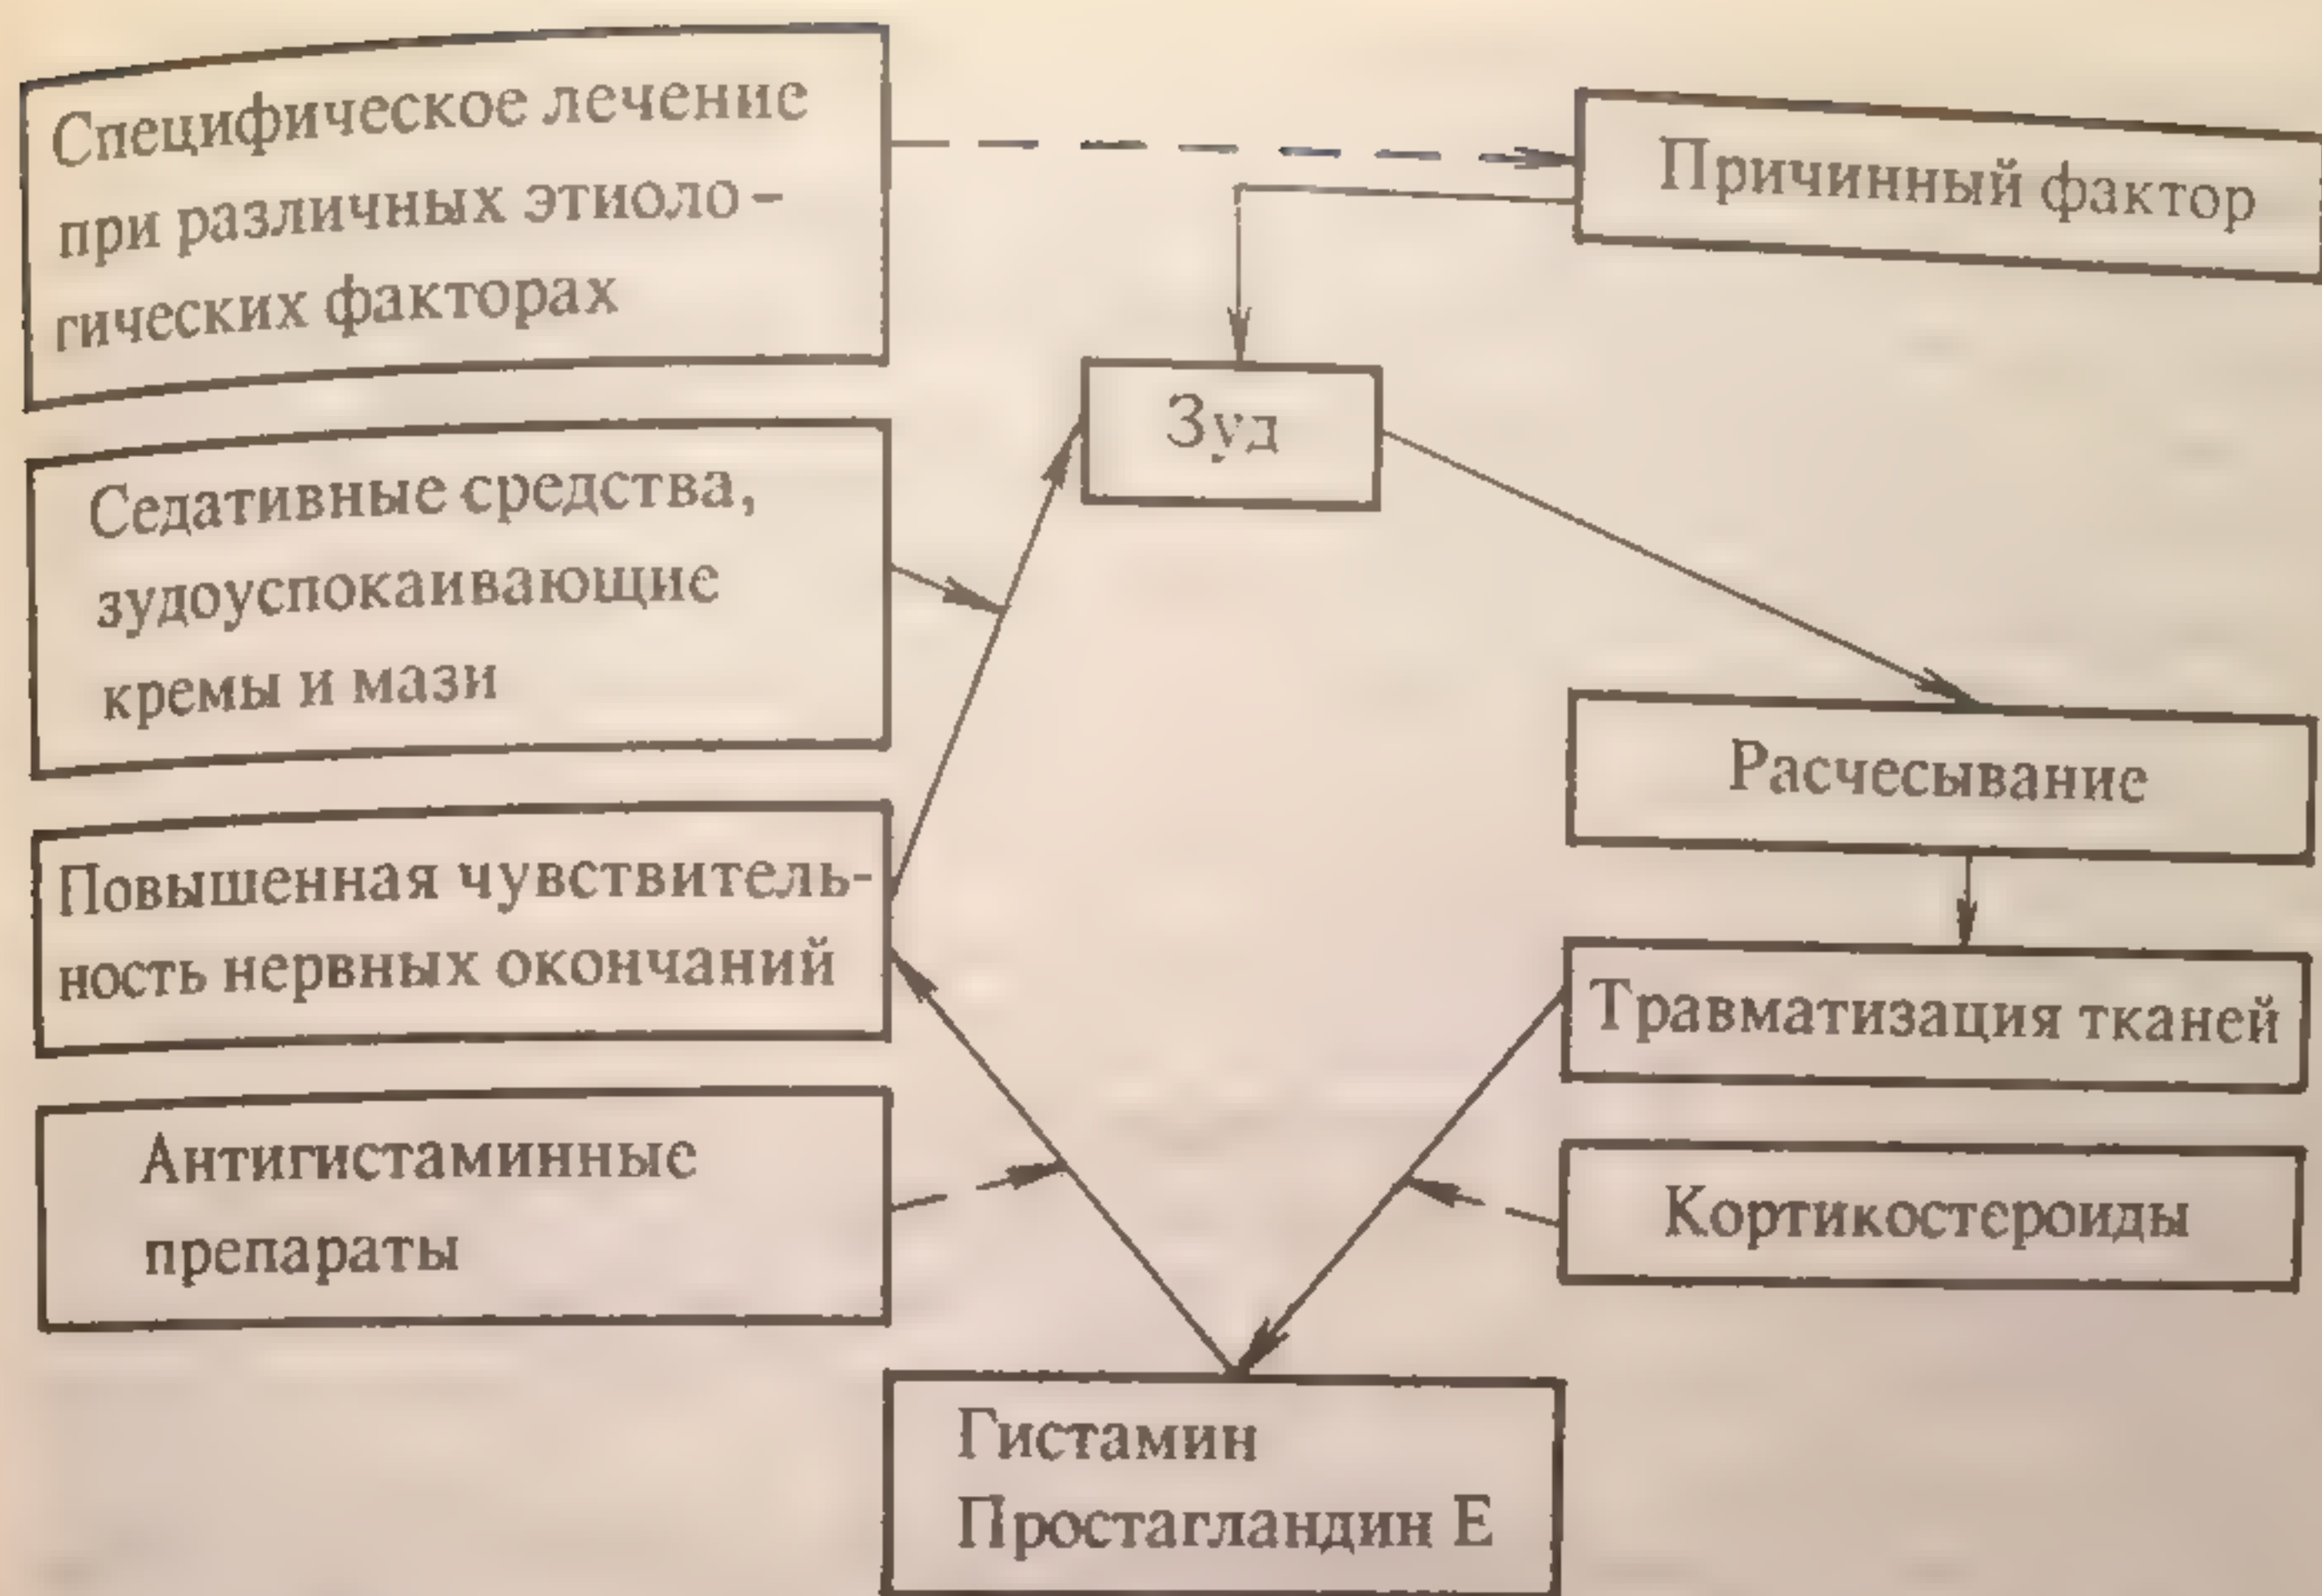 Специфическое лечение
при различных этиоло-
гических факторах
Причинный фактор
Зуд
Седативные средства,
зудоуспокаивающие
кремы и мази
Расчесывание
Повышенная чувствитель-
ность нервных окончаний
Травматизация тканей
Антигистаминные
препараты
Кортикостероиды
Гистамин
Простагландин Е